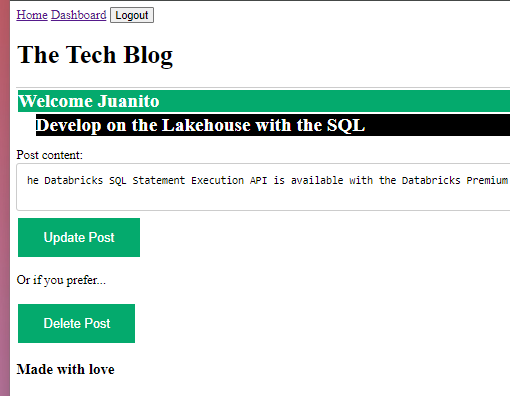 Home Dashboard Logout
The Tech Blog
Welcome Juanito
Develop on the Lakehouse with the SQL
Post content:
he Databricks SQL Statement Execution API is available with the Databricks Premium
Update Post
Or if you prefer...
Delete Post
Made with love